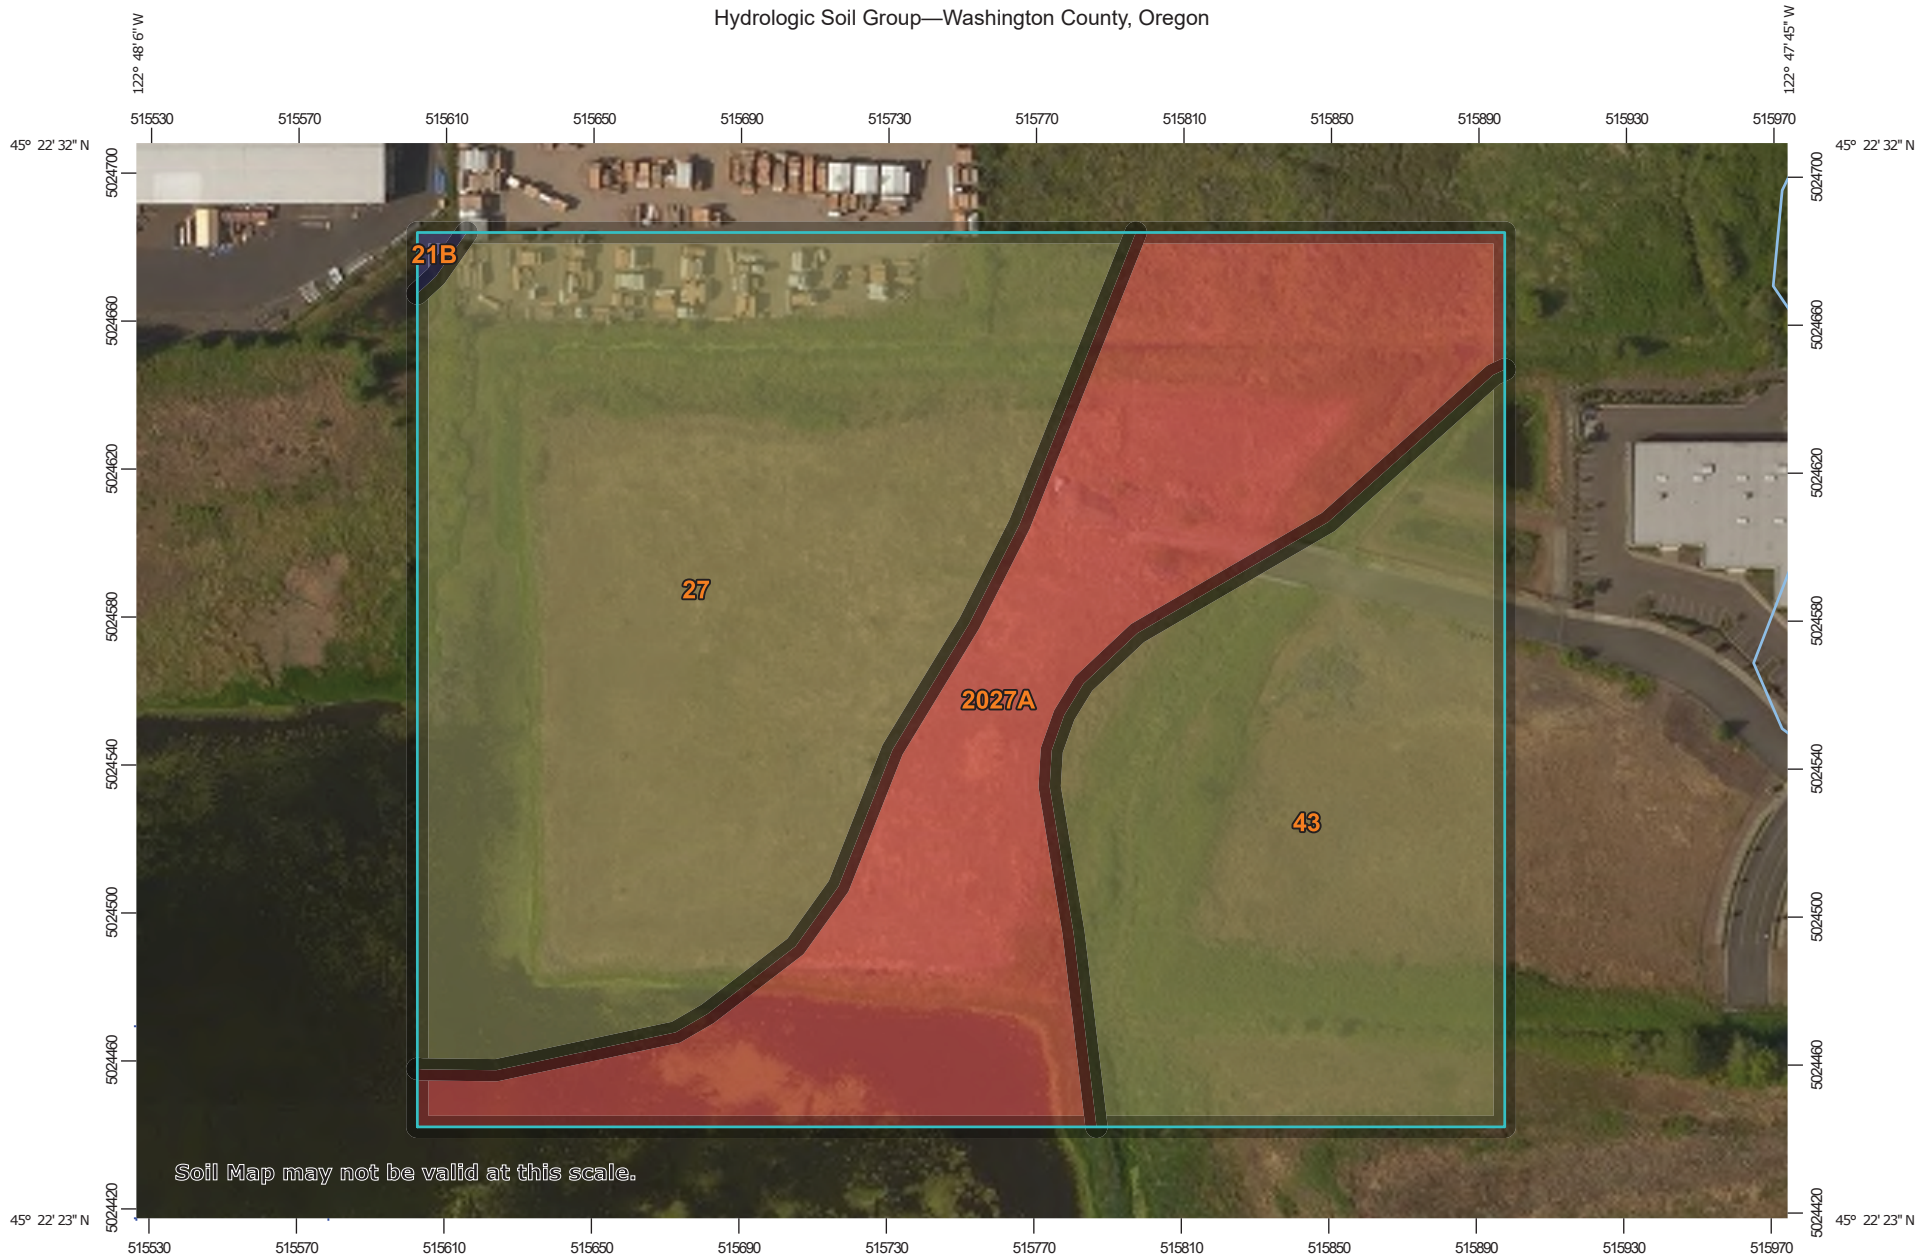 Hydrologic Soil Group—Washington County, Oregon
122° 48' 6'' W
122° 47' 45'' W
515530 515570 515610 515650 515690 515730 515770 515810 515850 515890 515930 515970
45° 22' 32'' N
45° 22' 32'' N
5024700
5024700
21B
5024660
5024660
5024620
5024620
27
5024580
5024580
2027A
5024540
5024540
43
5024500
5024500
5024460
5024460
Soil Map may not be valid at this scale.
5024420
5024420
45° 22' 23'' N
45° 22' 23'' N
515530 515570 515610 515650 515690 515730 515770 515810 515850 515890 515930 515970